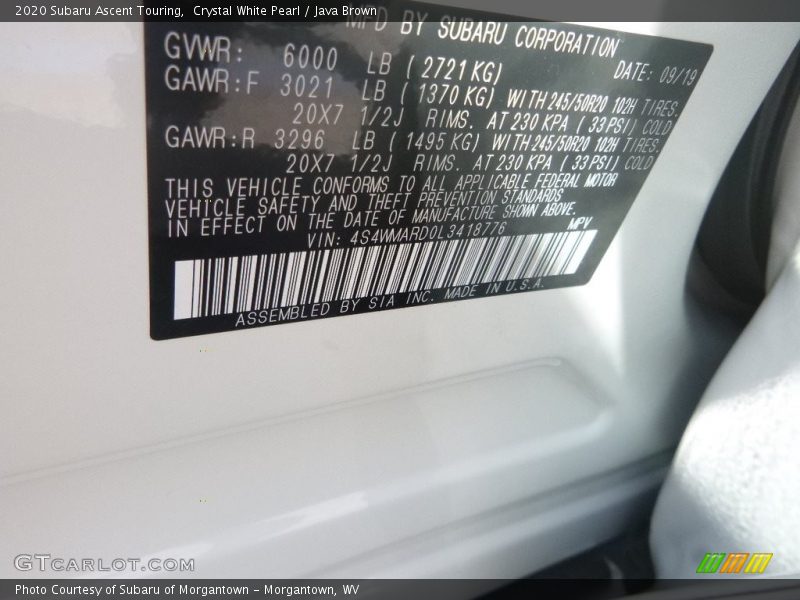 2020 Subaru Ascent Touring, Crystal White Pearl / Java Brown
MFD BY SUBARU CORPORATION
GVWR: 6000 LB ( 2721 KG) DATE: 09/19
GAWR:F 3021 LB ( 1370 KG) WITH 245/50R20 102H TIRES.
20X7 1/2J RIMS. AT 230 KPA ( 33 PSI) COLD
GAWR:R 3296 LB ( 1495 KG) WITH 245/50R20 102H TIRES.
20X7 1/2J RIMS. AT 230 KPA ( 33 PSI) COLD
THIS VEHICLE CONFORMS TO ALL APPLICABLE FEDERAL MOTOR
VEHICLE SAFETY AND THEFT PREVENTION STANDARDS
IN EFFECT ON THE DATE OF MANUFACTURE SHOWN ABOVE.
VIN: 4S4WMARD0L3418776 MPV
ASSEMBLED BY SIA INC. MADE IN U.S.A.
GTCARLOT.COM
Photo Courtesy of Subaru of Morgantown - Morgantown, WV